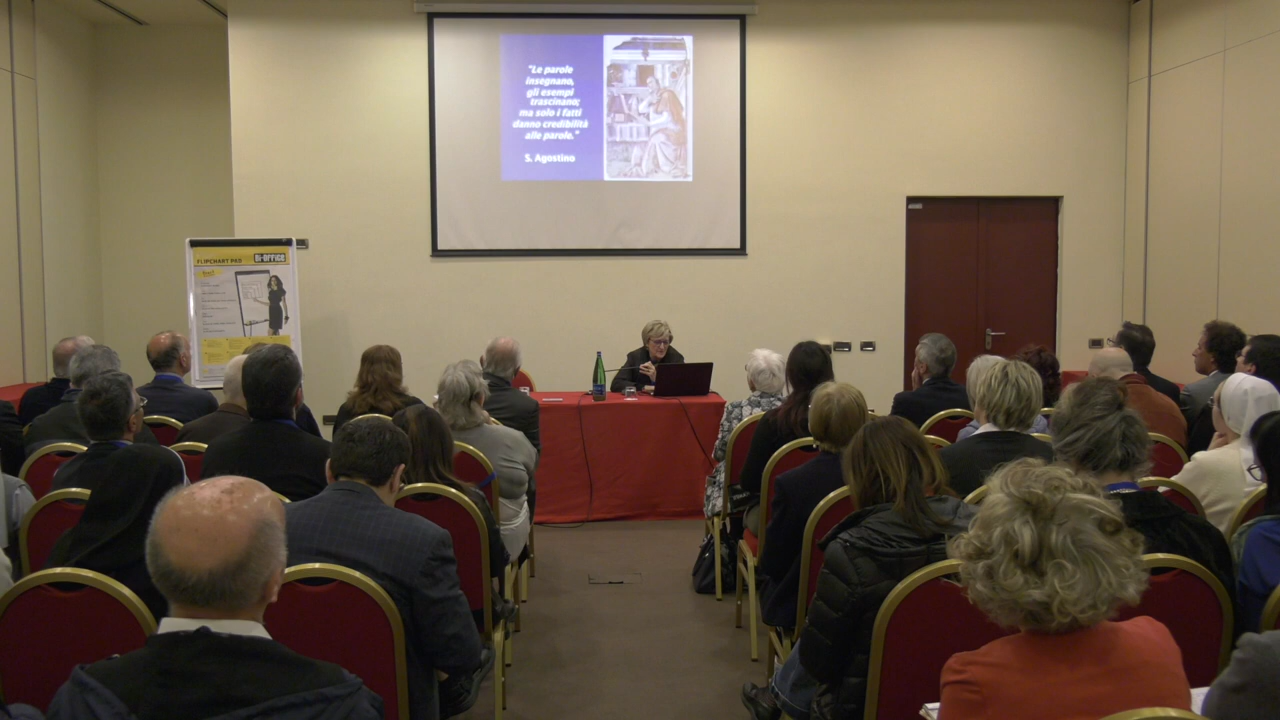 "Le parole
insegnano,
gli esempi
trascinano;
ma solo i fatti
danno credibilità
alle parole."
S. Agostino
FLIPCHART PAD
Bi-OFFICE